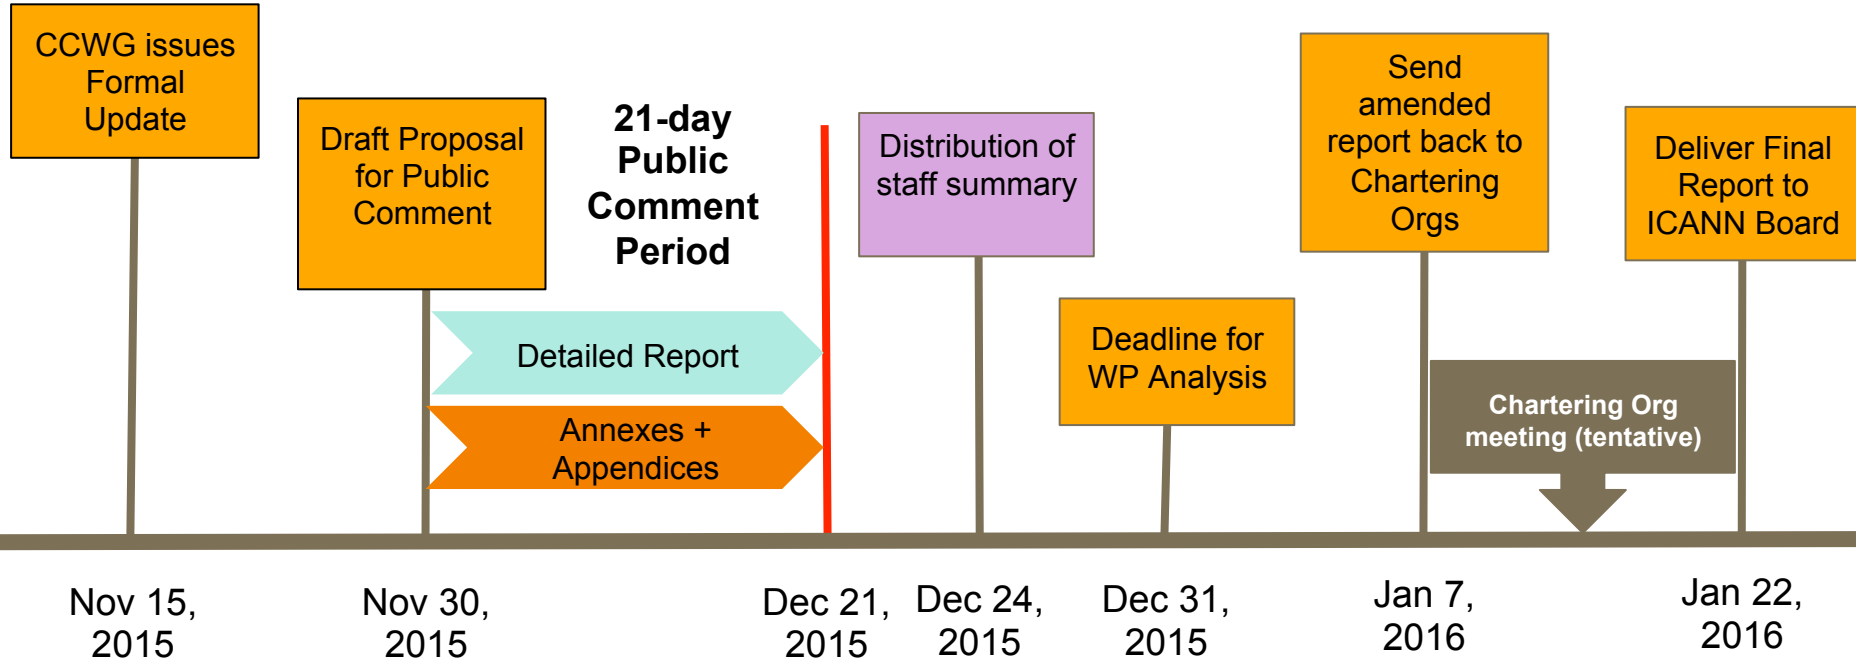 CCWG issues
Formal
Update
Draft Proposal
for Public
Comment
21-day
Public
Comment
Period
Detailed Report
Annexes +
Appendices
Distribution of
staff summary
Deadline for
WP Analysis
Send
amended
report back to
Chartering
Orgs
Chartering Org
meeting (tentative)
Deliver Final
Report to
ICANN Board
Nov 15,
2015
Nov 30,
2015
Dec 21,
2015
Dec 24,
2015
Dec 31,
2015
Jan 7,
2016
Jan 22,
2016